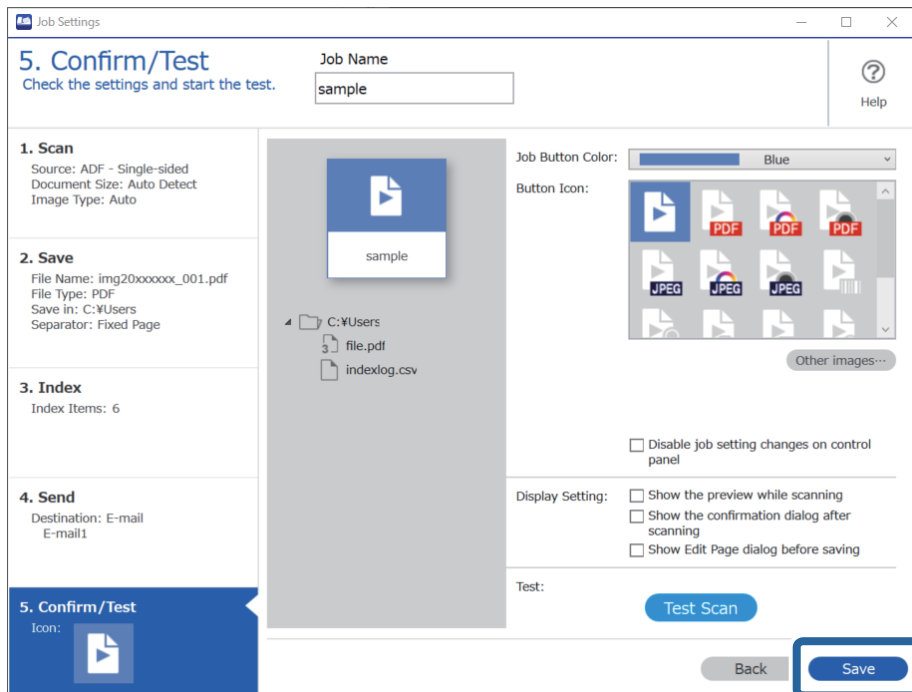 Job Settings
5. Confirm/Test
Check the settings and start the test.
Job Name
sample
Help
1. Scan
Source: ADF - Single-sided
Document Size: Auto Detect
Image Type: Auto
2. Save
File Name: img20xxxxxx_001.pdf
File Type: PDF
Save in: C:¥Users
Separator: Fixed Page
3. Index
Index Items: 6
4. Send
Destination: E-mail
E-mail1
5. Confirm/Test
Icon:
sample
C:¥Users
3 file.pdf
indexlog.csv
Job Button Color: Blue
Button Icon:
PDF PDF PDF
JPEG JPEG JPEG
Other images···
Disable job setting changes on control
panel
Display Setting: Show the preview while scanning
Show the confirmation dialog after
scanning
Show Edit Page dialog before saving
Test:
Test Scan
Back Save